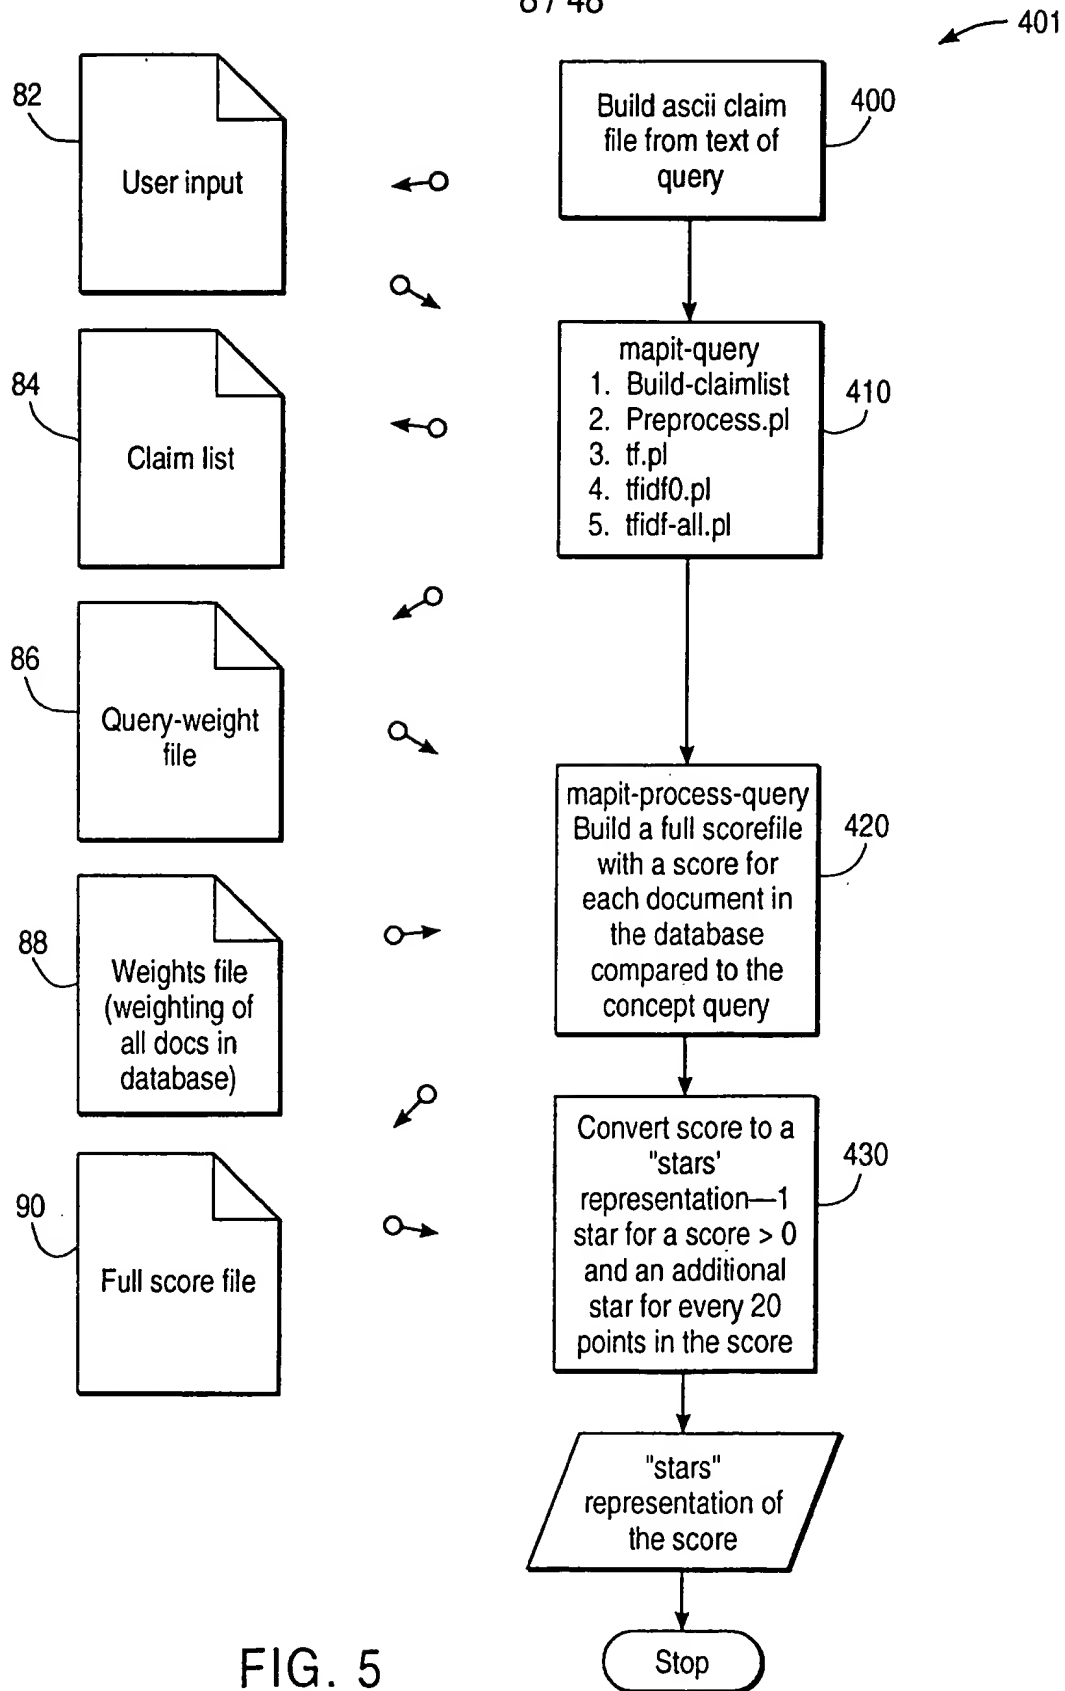 8 / 48
401
82
User input
84
Claim list
86
Query-weight
file
88
Weights file
(weighting of
all docs in
database)
90
Full score file
Build ascii claim
file from text of
query
400
mapit-query
1. Build-claimlist
2. Preprocess.pl
3. tf.pl
4. tfidf0.pl
5. tfidf-all.pl
410
mapit-process-query
Build a full scorefile
with a score for
each document in
the database
compared to the
concept query
420
Convert score to a
"stars'
representation—1
star for a score > 0
and an additional
star for every 20
points in the score
430
"stars"
representation of
the score
Stop
FIG. 5